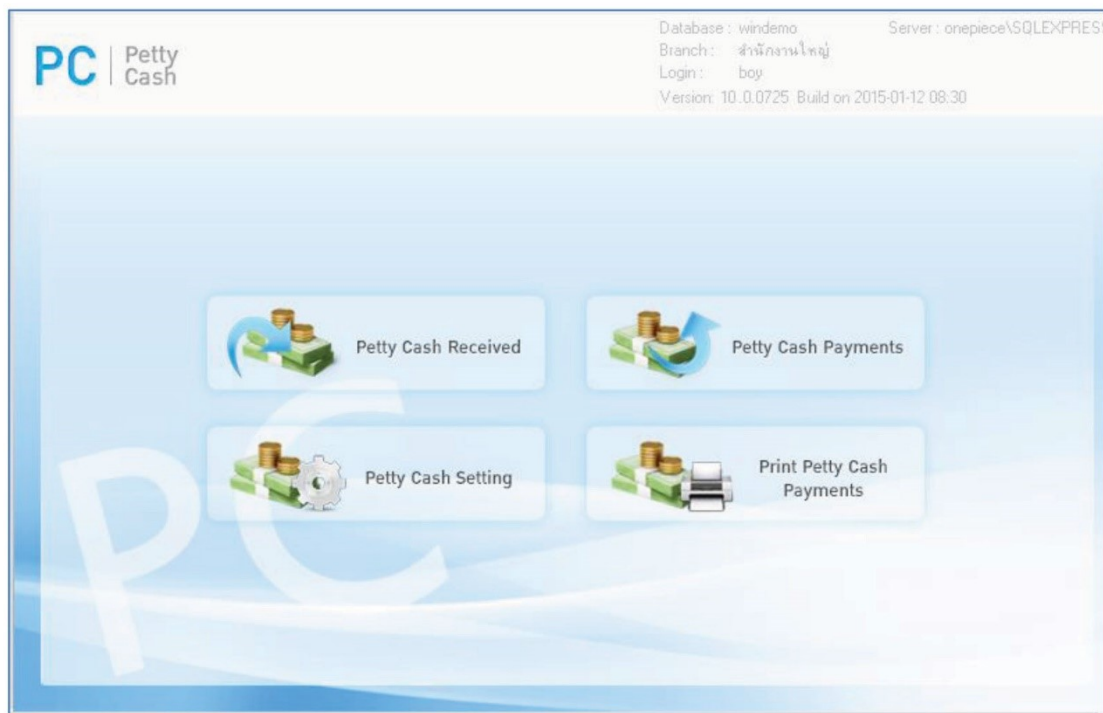 PC Petty Cash
Database : windemo Server : onepiece\SQLEXPRES
Branch : สำนักงานใหญ่
Login : boy
Version: 10.0.0725 Build on 2015-01-12 08:30
Petty Cash Received
Petty Cash Payments
Petty Cash Setting
Print Petty Cash
Payments
PC